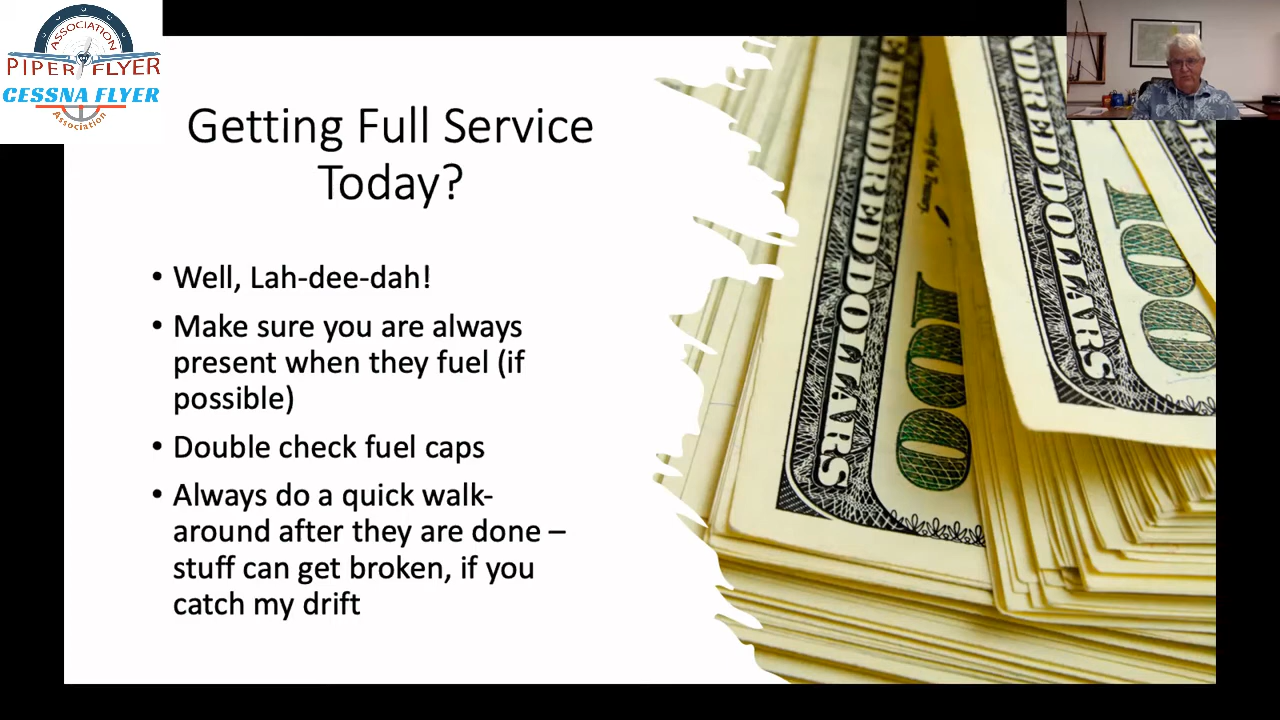 ASSOCIATION
PIPER FLYER
CESSNA FLYER
Association
Getting Full Service
Today?
• Well, Lah-dee-dah!
• Make sure you are always
present when they fuel (if
possible)
• Double check fuel caps
• Always do a quick walk-
around after they are done –
stuff can get broken, if you
catch my drift
HUNDRED DOLLARS
100
NDRED DOLLARS
100